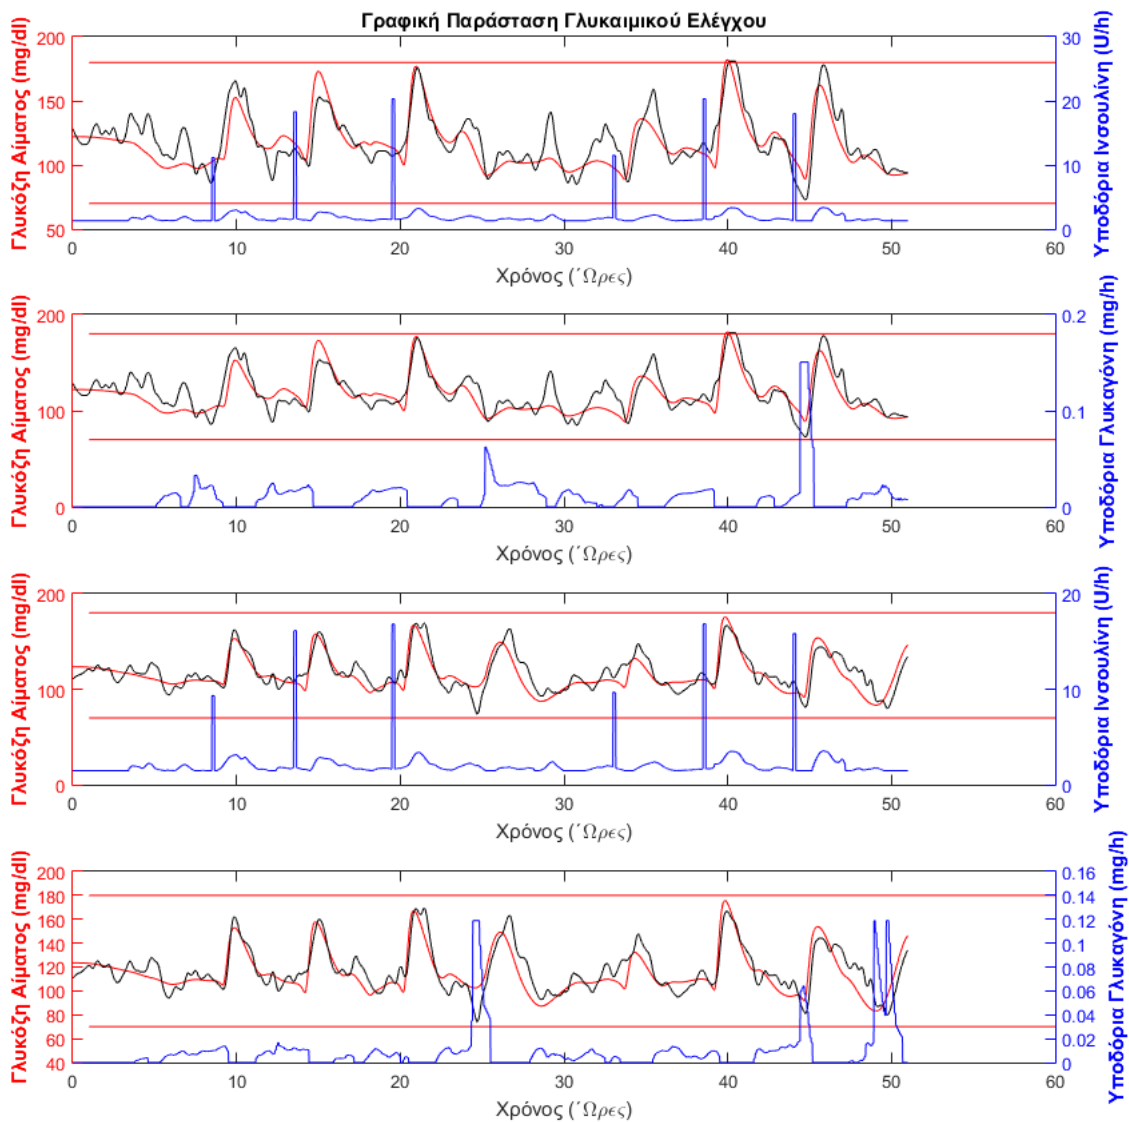 Γραφική Παράσταση Γλυκαιμικού Ελέγχου
Γλυκόζη Αίματος (mg/dl)
200
150
100
50
30
20
10
0
Υποδόρια Ινσουλίνη (U/h)
0 10 20 30 40 50 60
Χρόνος (΄Ωρες)
Γλυκόζη Αίματος (mg/dl)
200
100
0
0.2
0.1
0
Υποδόρια Γλυκαγόνη (mg/h)
0 10 20 30 40 50 60
Χρόνος (΄Ωρες)
Γλυκόζη Αίματος (mg/dl)
200
100
0
20
10
0
Υποδόρια Ινσουλίνη (U/h)
0 10 20 30 40 50 60
Χρόνος (΄Ωρες)
Γλυκόζη Αίματος (mg/dl)
200
180
160
140
120
100
80
60
40
0.16
0.14
0.12
0.1
0.08
0.06
0.04
0.02
0
Υποδόρια Γλυκαγόνη (mg/h)
0 10 20 30 40 50 60
Χρόνος (΄Ωρες)